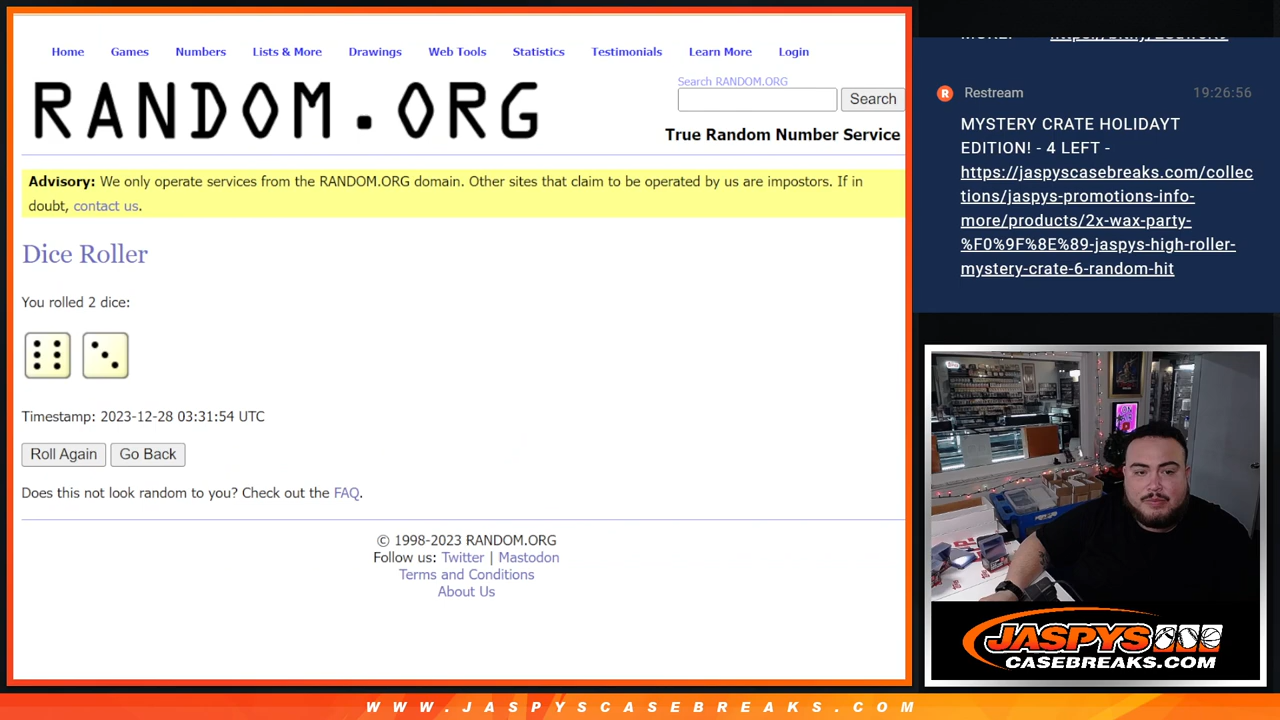 Home Games Numbers Lists & More Drawings Web Tools Statistics Testimonials Learn More Login
RANDOM.ORG
Search RANDOM.ORG
Search
True Random Number Service
Advisory: We only operate services from the RANDOM.ORG domain. Other sites that claim to be operated by us are impostors. If in
doubt, contact us.
Dice Roller
You rolled 2 dice:
Timestamp: 2023-12-28 03:31:54 UTC
Roll Again Go Back
Does this not look random to you? Check out the FAQ.
© 1998-2023 RANDOM.ORG
Follow us: Twitter | Mastodon
Terms and Conditions
About Us
R Restream 19:26:56
MYSTERY CRATE HOLIDAYT
EDITION! - 4 LEFT -
https://jaspyscasebreaks.com/collec
tions/jaspys-promotions-info-
more/products/2x-wax-party-
%F0%9F%8E%89-jaspys-high-roller-
mystery-crate-6-random-hit
JASPYS
CASEBREAKS.COM
WWW.JASPYSCASEBREAKS.COM